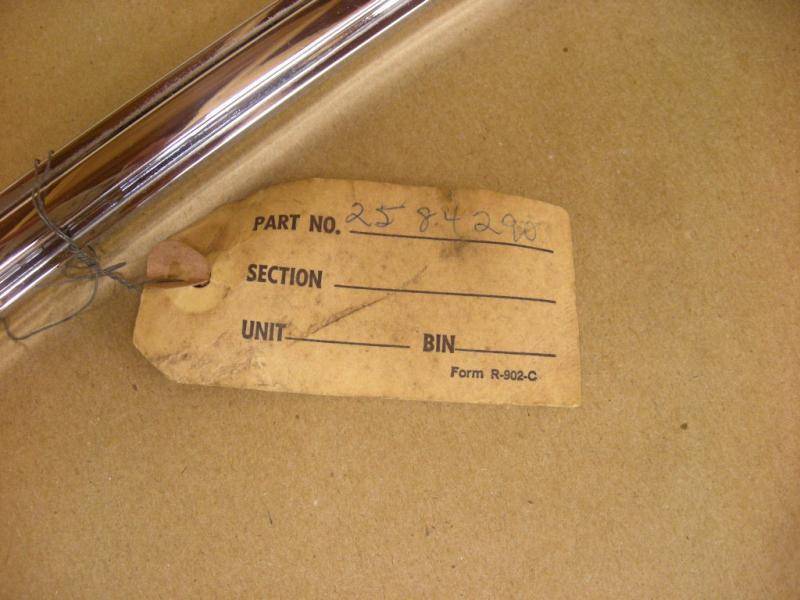 PART NO. 2584290
SECTION
UNIT BIN
Form R-902-C